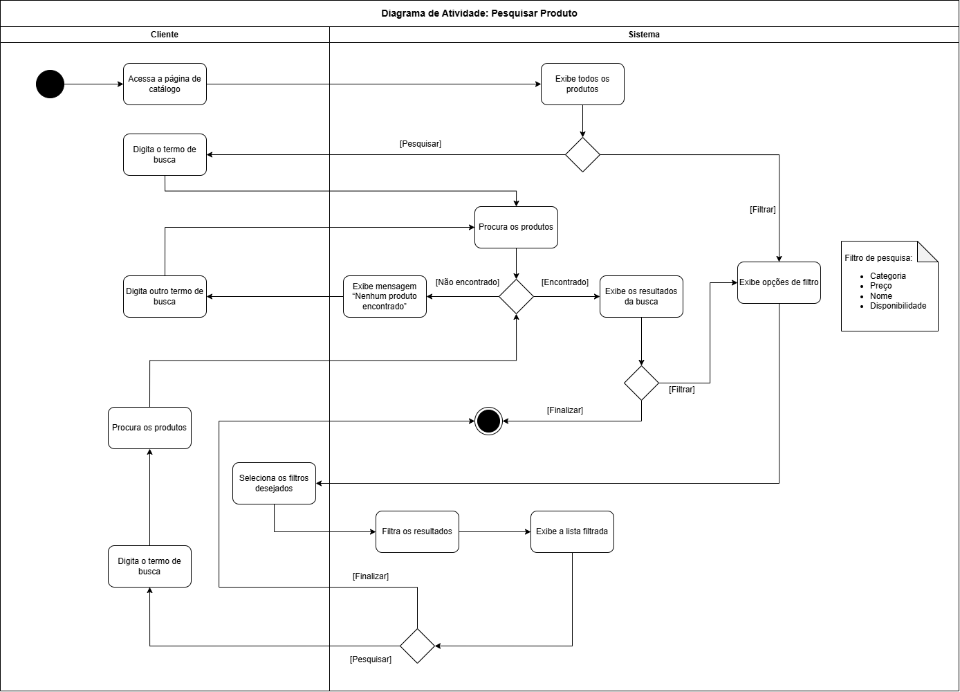 Diagrama de Atividade: Pesquisar Produto
Cliente
Sistema
Acessa a página de
catálogo
Exibe todos os
produtos
Digita o termo de
busca
[Pesquisar]
[Filtrar]
Procura os produtos
Digita outro termo de
busca
Exibe mensagem
"Nenhum produto
encontrado"
[Não encontrado]
[Encontrado]
Exibe os resultados
da busca
Exibe opções de filtro
Filtro de pesquisa:
• Categoria
• Preço
• Nome
• Disponibilidade
[Filtrar]
[Finalizar]
Procura os produtos
Seleciona os filtros
desejados
Filtra os resultados
Exibe a lista filtrada
Digita o termo de
busca
[Finalizar]
[Pesquisar]